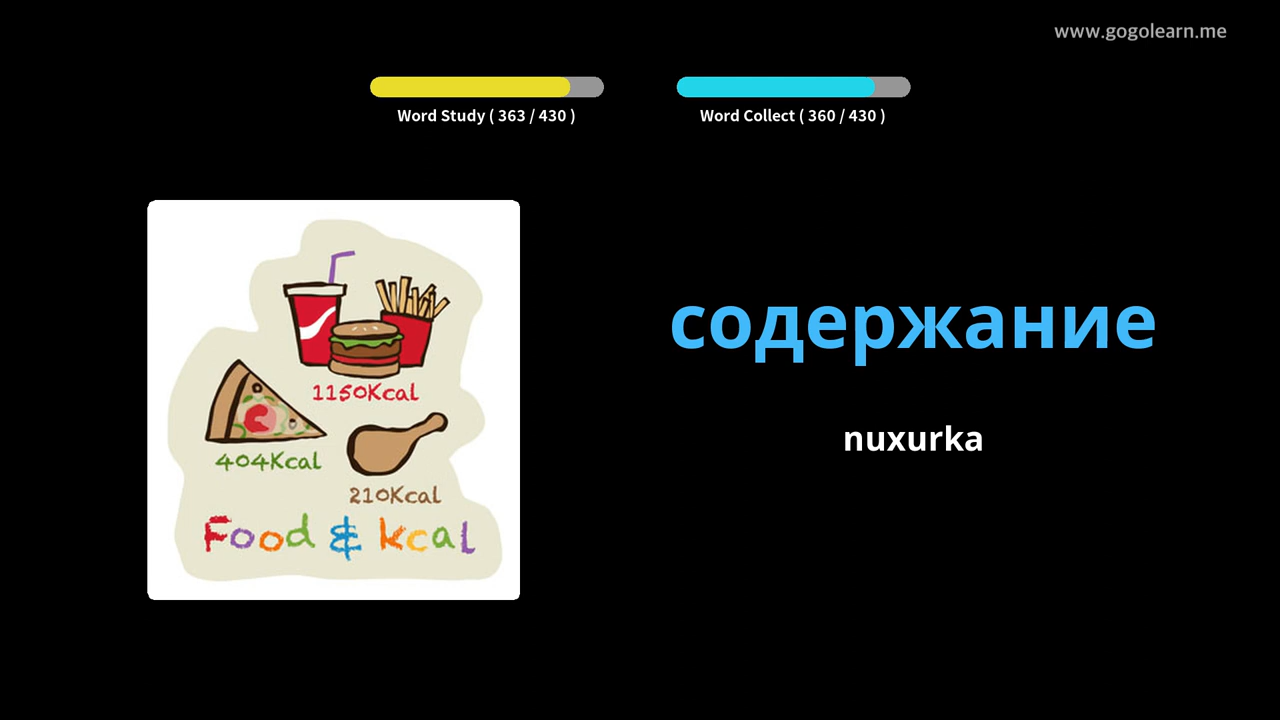 www.gogolearn.me
Word Study ( 363 / 430 )
Word Collect ( 360 / 430 )
1150Kcal
404Kcal
210Kcal
Food & kcal
содержание
nuxurka